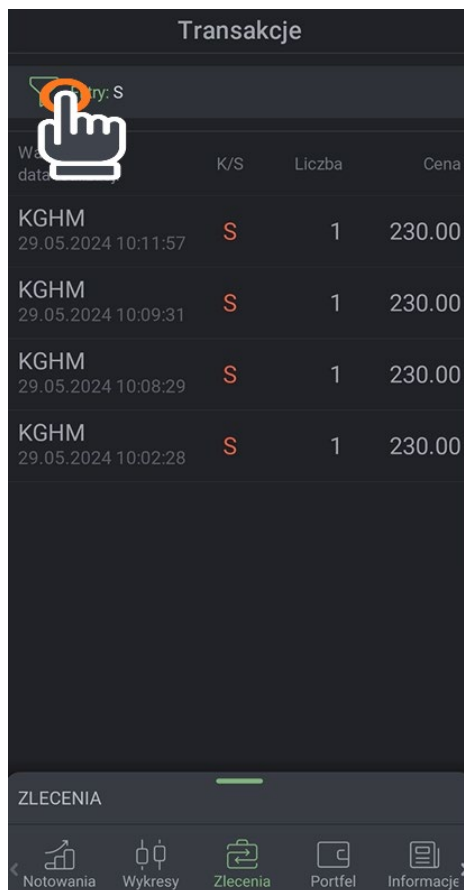 Transakcje
S
K/S Liczba Cena
KGHM
29.05.2024 10:11:57 S 1 230.00
KGHM
29.05.2024 10:09:31 S 1 230.00
KGHM
29.05.2024 10:08:29 S 1 230.00
KGHM
29.05.2024 10:02:28 S 1 230.00
ZLECENIA
Notowania Wykresy Zlecenia Portfel Informacje